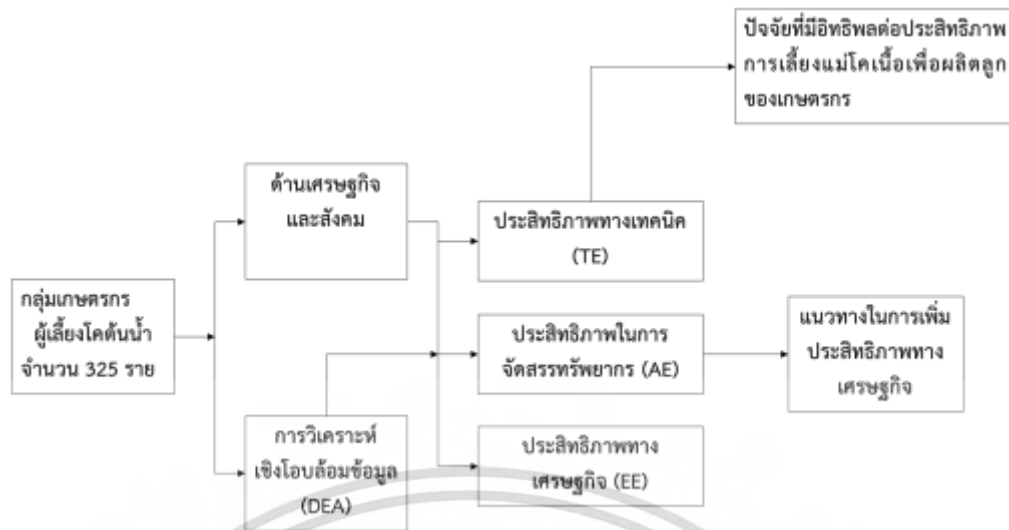 ปัจจัยที่มีอิทธิพลต่อประสิทธิภาพ
การเลี้ยงแม่โคเนื้อเพื่อผลิตลูก
ของเกษตรกร
ด้านเศรษฐกิจ
และสังคม
ประสิทธิภาพทางเทคนิค
(TE)
กลุ่มเกษตรกร
ผู้เลี้ยงโคต้นน้ำ
จำนวน 325 ราย
ประสิทธิภาพในการ
จัดสรรทรัพยากร (AE)
แนวทางในการเพิ่ม
ประสิทธิภาพทาง
เศรษฐกิจ
การวิเคราะห์
เชิงโอบล้อมข้อมูล
(DEA)
ประสิทธิภาพทาง
เศรษฐกิจ (EE)